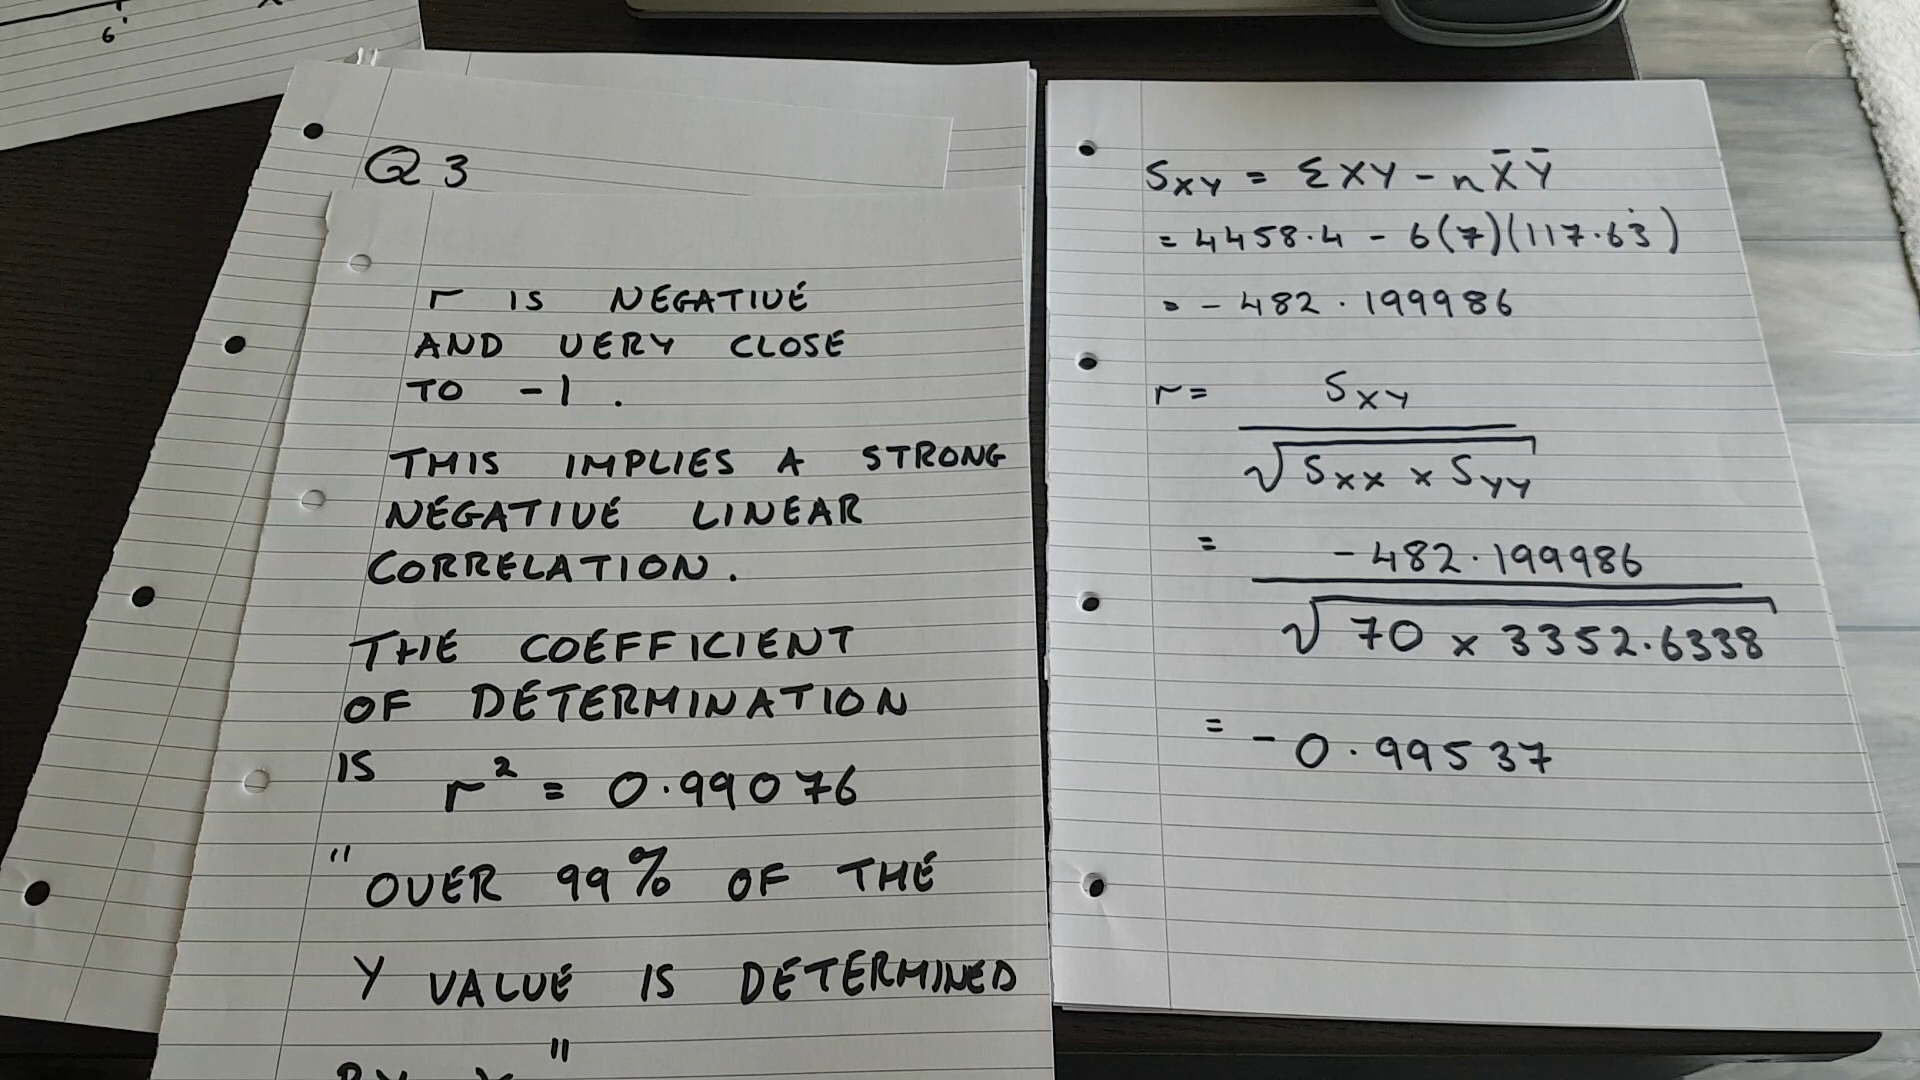 6
Q3
r IS NEGATIVE
AND VERY CLOSE
TO -1.
THIS IMPLIES A STRONG
NEGATIVE LINEAR
CORRELATION.
THE COEFFICIENT
OF DETERMINATION
IS r² = 0.99076
"OVER 99% OF THE
Y VALUE IS DETERMINED
"
Sxy = ΣXY - nX̄Ȳ
= 4458.4 - 6(7)(117.63̇)
= -482.199986
r = Sxy
√Sxx × Syy
= -482.199986
√70 × 3352.6338
= -0.99537